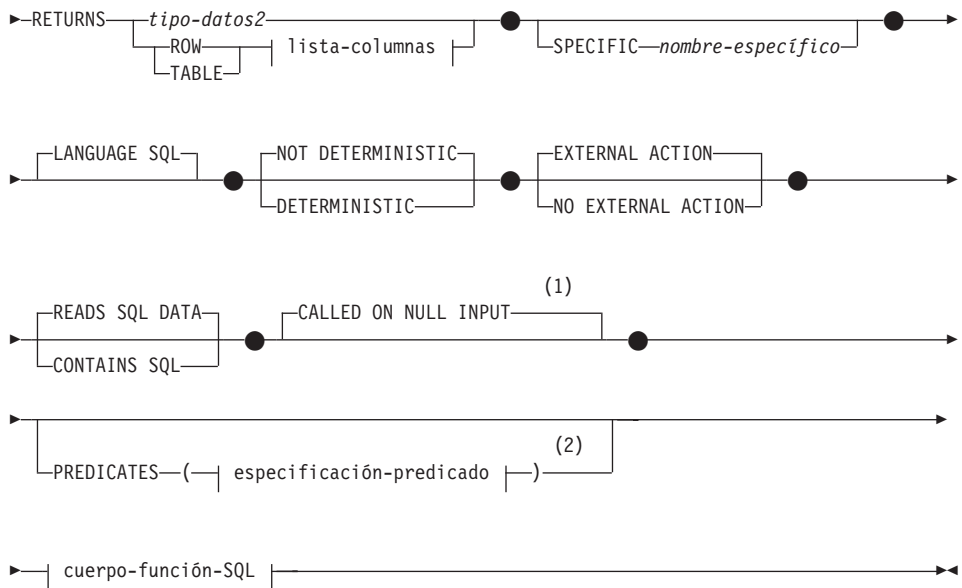 RETURNS tipo-datos2
ROW lista-columnas
TABLE
SPECIFIC nombre-específico
LANGUAGE SQL
NOT DETERMINISTIC
DETERMINISTIC
EXTERNAL ACTION
NO EXTERNAL ACTION
READS SQL DATA
CONTAINS SQL
(1)
CALLED ON NULL INPUT
(2)
PREDICATES ( especificación-predicado )
cuerpo-función-SQL